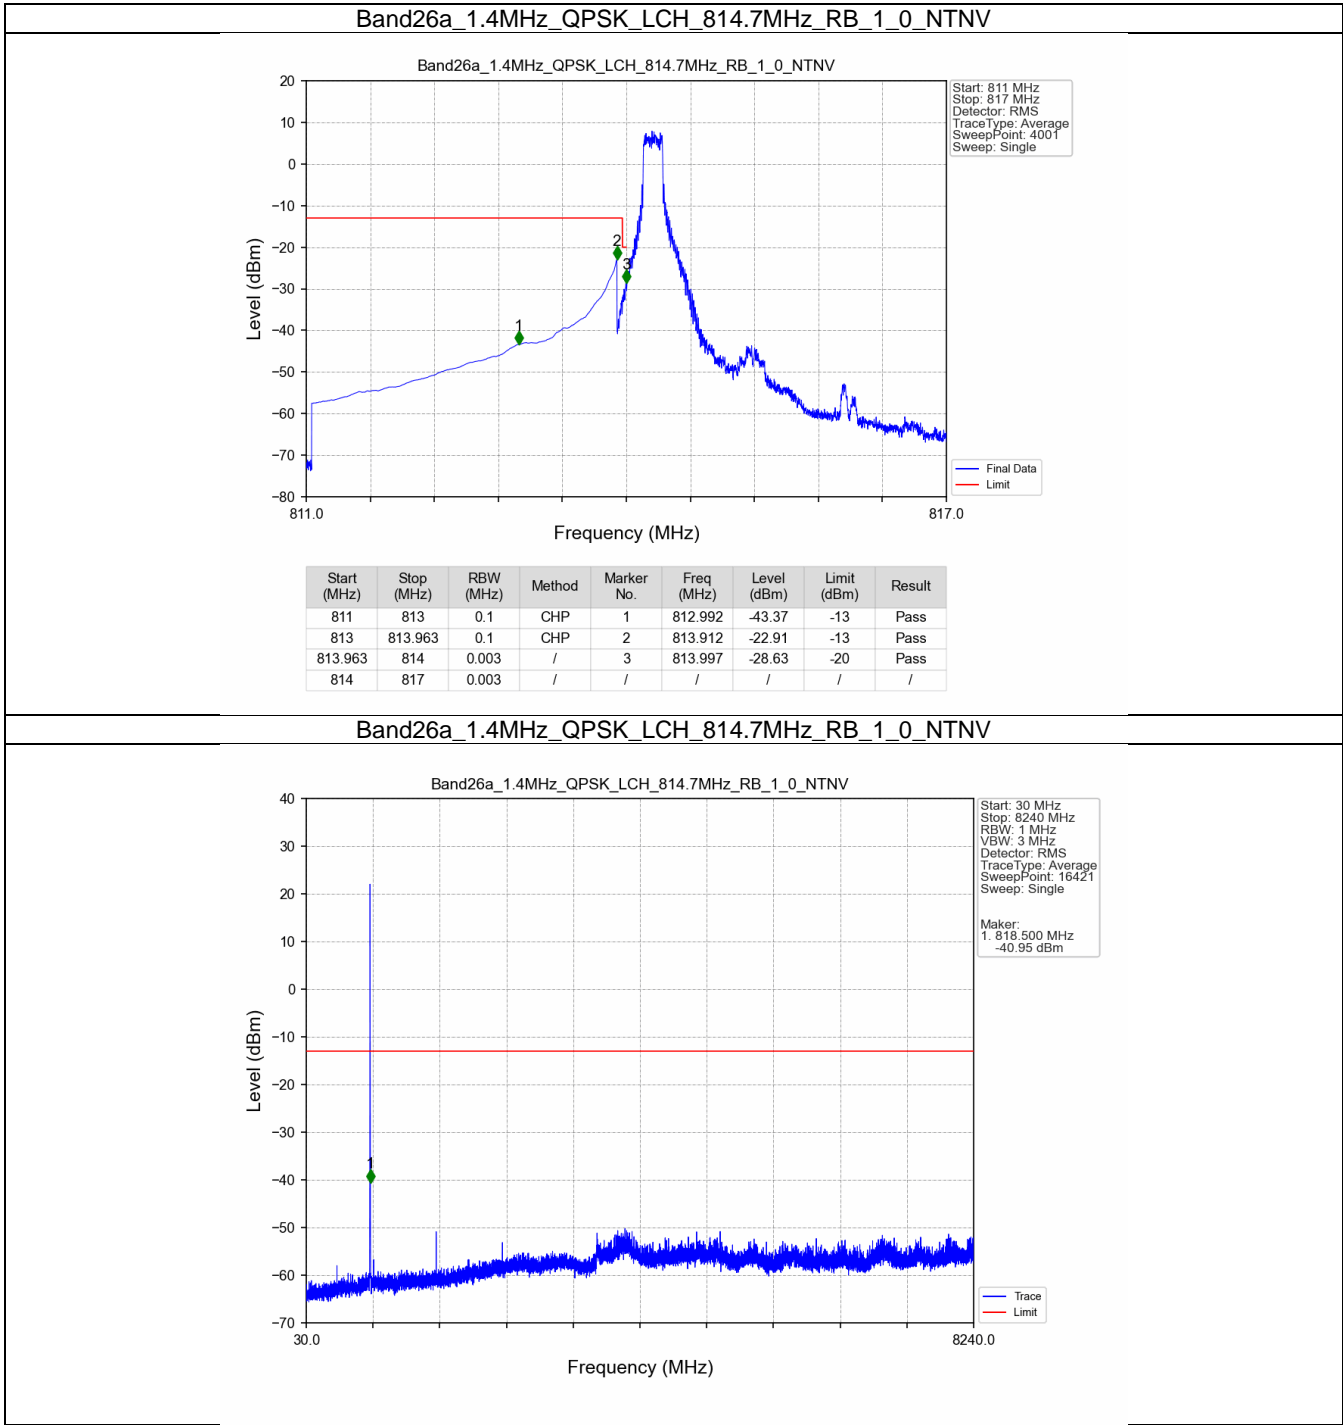 Band26a_1.4MHz_QPSK_LCH_814.7MHz_RB_1_0_NTNV
Band26a_1.4MHz_QPSK_LCH_814.7MHz_RB_1_0_NTNV
Start: 811 MHz
Stop: 817 MHz
Detector: RMS
TraceType: Average
SweepPoint: 4001
Sweep: Single
20
10
0
−10
−20
−30
−40
−50
−60
−70
−80
Level (dBm)
1
2
3
Final Data
Limit
811.0
817.0
Frequency (MHz)
Start (MHz) Stop (MHz) RBW (MHz) Method Marker No. Freq (MHz) Level (dBm) Limit (dBm) Result
811 813 0.1 CHP 1 812.992 -43.37 -13 Pass
813 813.963 0.1 CHP 2 813.912 -22.91 -13 Pass
813.963 814 0.003 / 3 813.997 -28.63 -20 Pass
814 817 0.003 / / / / / /
Band26a_1.4MHz_QPSK_LCH_814.7MHz_RB_1_0_NTNV
Band26a_1.4MHz_QPSK_LCH_814.7MHz_RB_1_0_NTNV
Start: 30 MHz
Stop: 8240 MHz
RBW: 1 MHz
VBW: 3 MHz
Detector: RMS
TraceType: Average
SweepPoint: 16421
Sweep: Single
Maker:
1. 818.500 MHz
-40.95 dBm
40
30
20
10
0
−10
−20
−30
−40
−50
−60
−70
Level (dBm)
1
Trace
Limit
30.0
8240.0
Frequency (MHz)